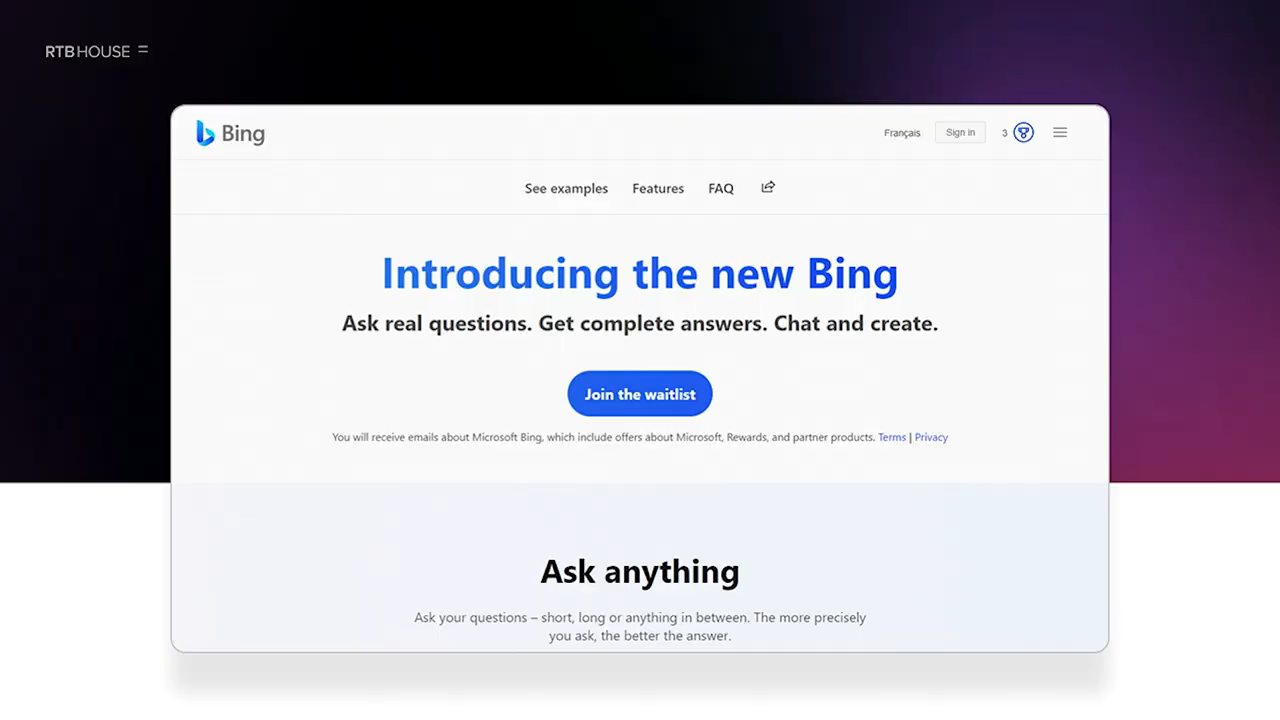 RTBHOUSE
Bing
Français
Sign in
3
See examples
Features
FAQ
Introducing the new Bing
Ask real questions. Get complete answers. Chat and create.
Join the waitlist
You will receive emails about Microsoft Bing, which include offers about Microsoft, Rewards, and partner products. Terms | Privacy
Ask anything
Ask your questions – short, long or anything in between. The more precisely
you ask, the better the answer.